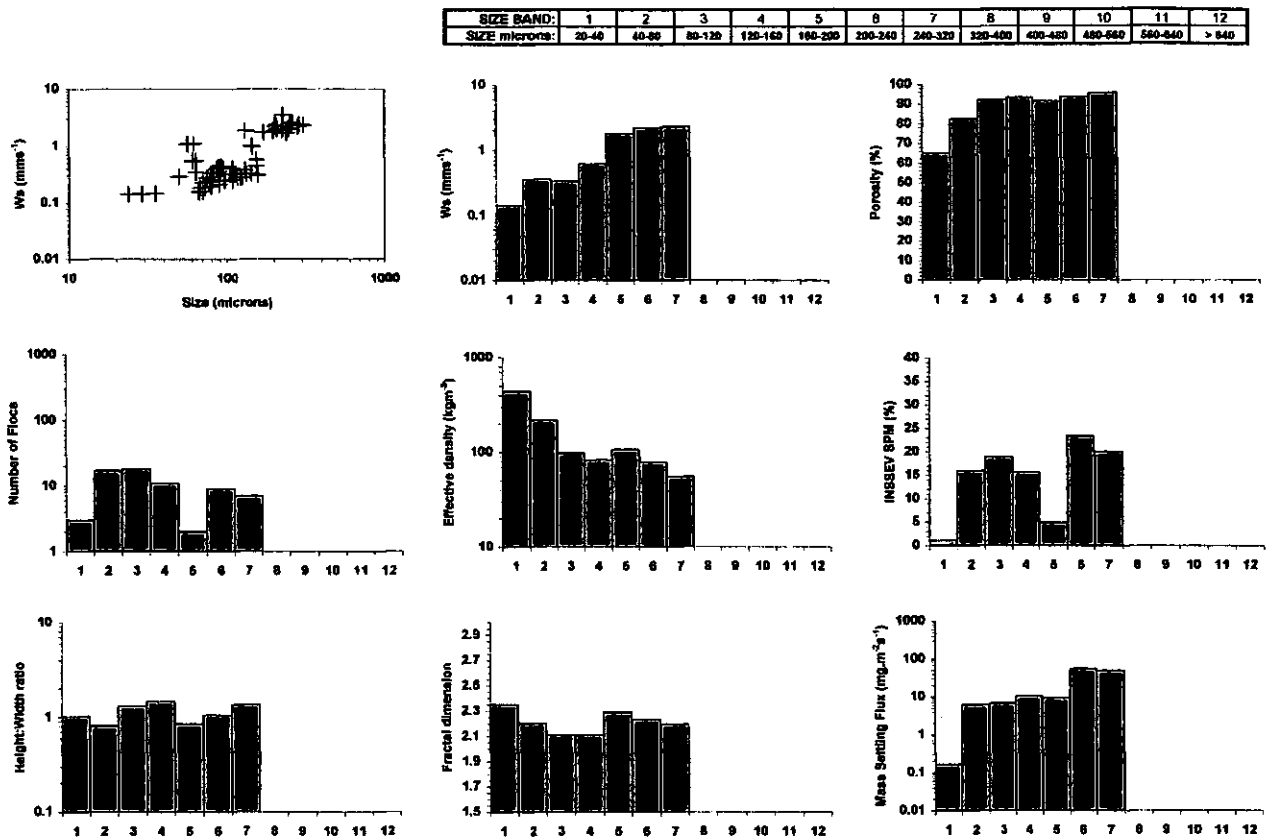 SIZE BAND: 1 2 3 4 5 6 7 8 9 10 11 12
SIZE microns: 20-40 40-80 80-120 120-160 160-200 200-240 240-320 320-400 400-480 480-560 560-640 > 640
Ws (mms⁻¹)
10
1
0.1
0.01
10 100 1000
Size (microns)
Ws (mms⁻¹)
10
1
0.1
0.01
1 2 3 4 5 6 7 8 9 10 11 12
Porosity (%)
100
90
80
70
60
50
40
30
20
10
0
1 2 3 4 5 6 7 8 9 10 11 12
Number of Flocs
1000
100
10
1
1 2 3 4 5 6 7 8 9 10 11 12
Effective density (kgm⁻³)
1000
100
10
1 2 3 4 5 6 7 8 9 10 11 12
INSSEV SPM (%)
40
35
30
25
20
15
10
5
0
1 2 3 4 5 6 7 8 9 10 11 12
Height:Width ratio
10
1
0.1
1 2 3 4 5 6 7 8 9 10 11 12
Fractal dimension
2.9
2.7
2.5
2.3
2.1
1.9
1.7
1.5
1 2 3 4 5 6 7 8 9 10 11 12
Mass Settling Flux (mg.m⁻²s⁻¹)
1000
100
10
1
0.1
0.01
1 2 3 4 5 6 7 8 9 10 11 12